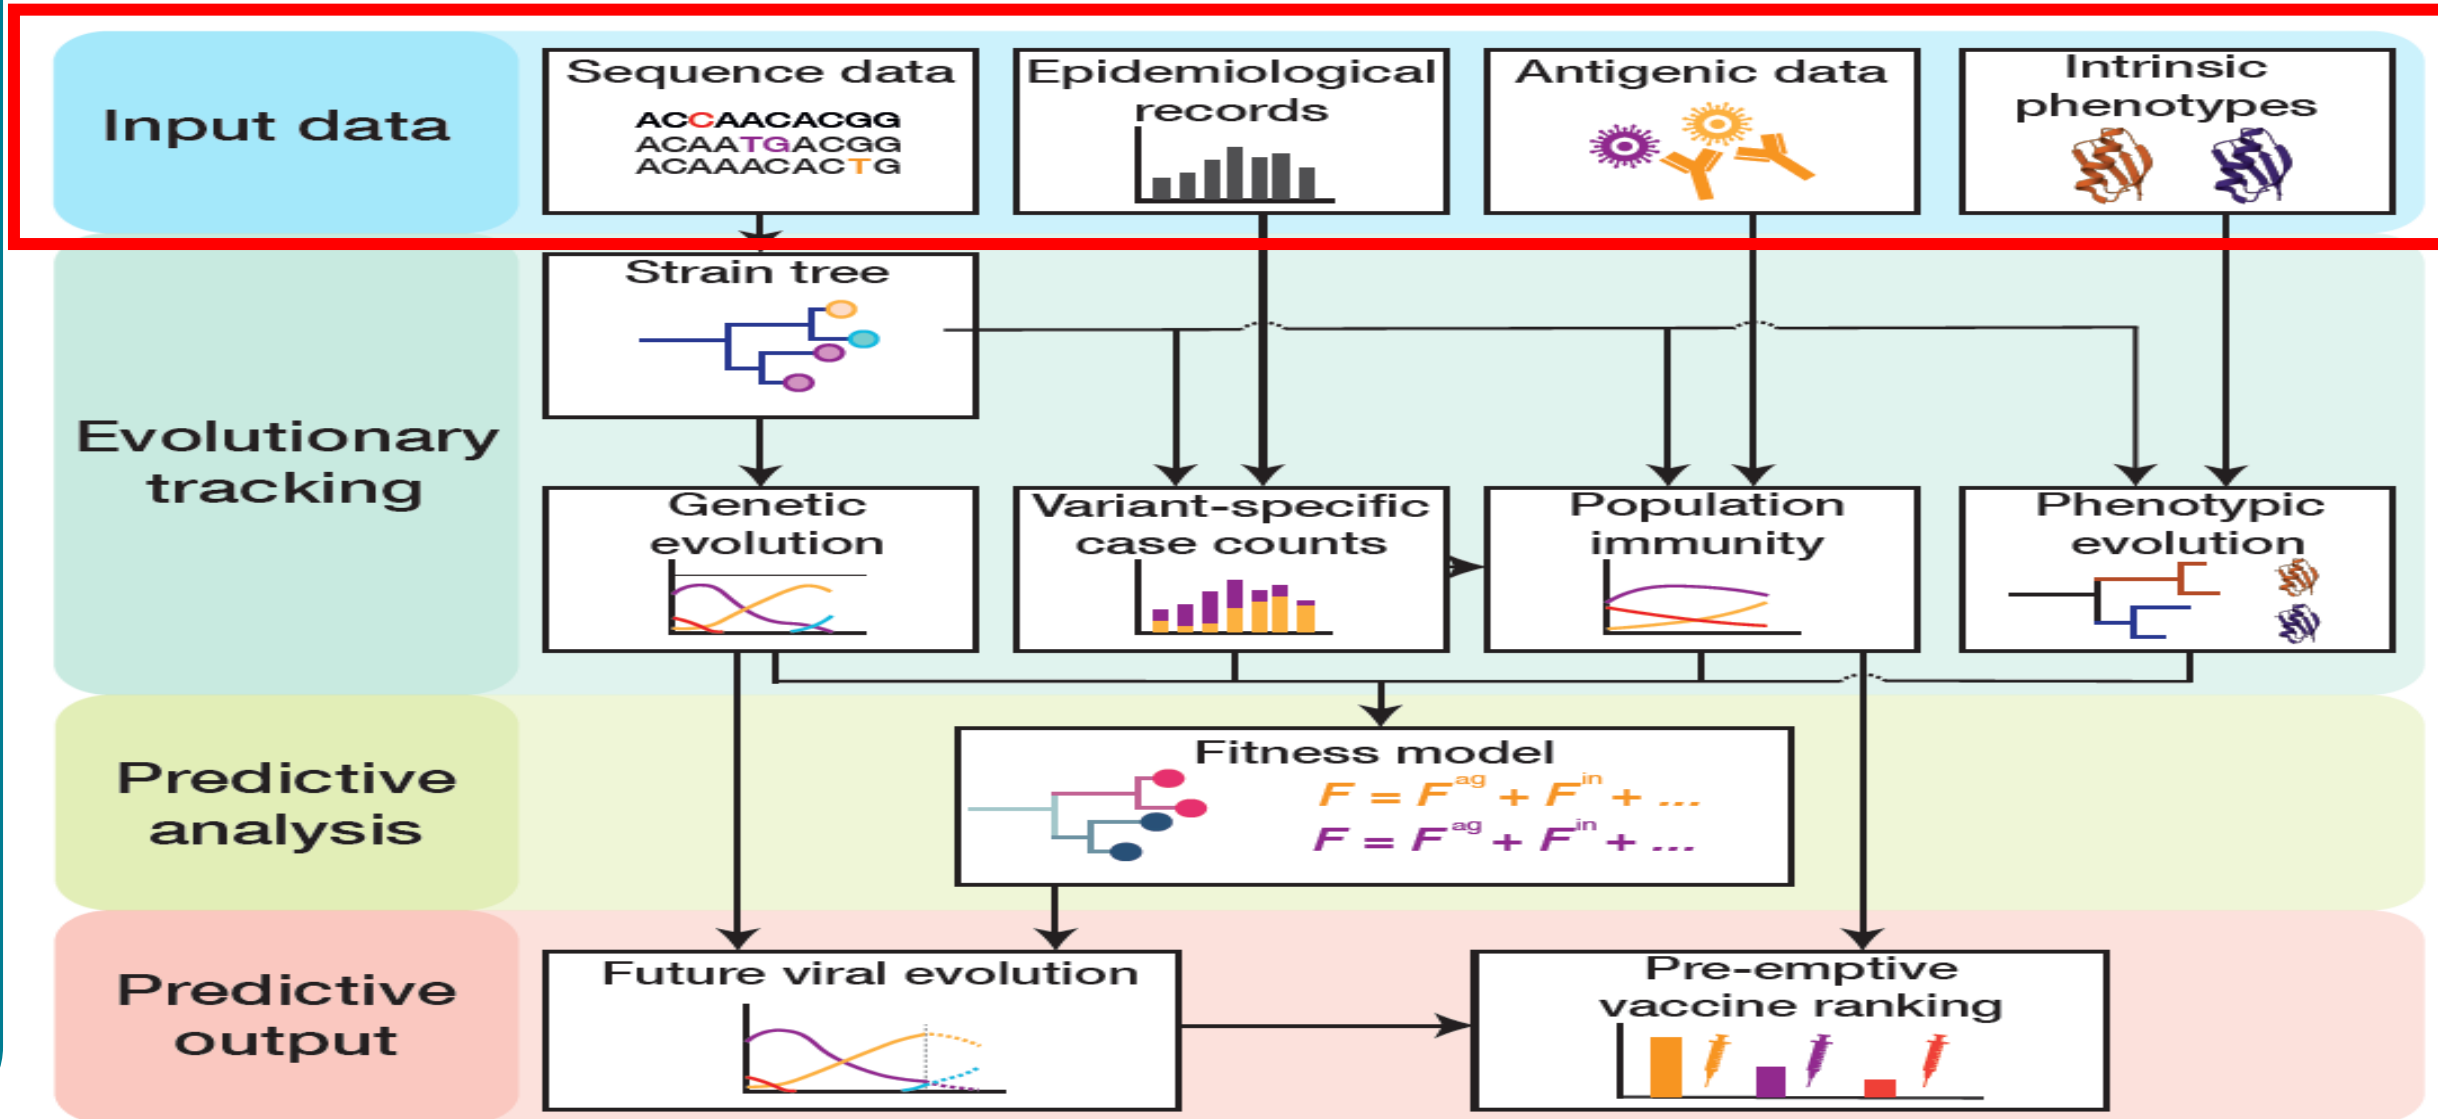 Input data
Sequence data
ACCAACACGG
ACAATGACGG
ACAAACACTG
Epidemiological
records
Antigenic data
Intrinsic
phenotypes
Evolutionary
tracking
Strain tree
Genetic
evolution
Variant-specific
case counts
Population
immunity
Phenotypic
evolution
Predictive
analysis
Fitness model
F = F^ag + F^in + ...
F = F^ag + F^in + ...
Predictive
output
Future viral evolution
Pre-emptive
vaccine ranking